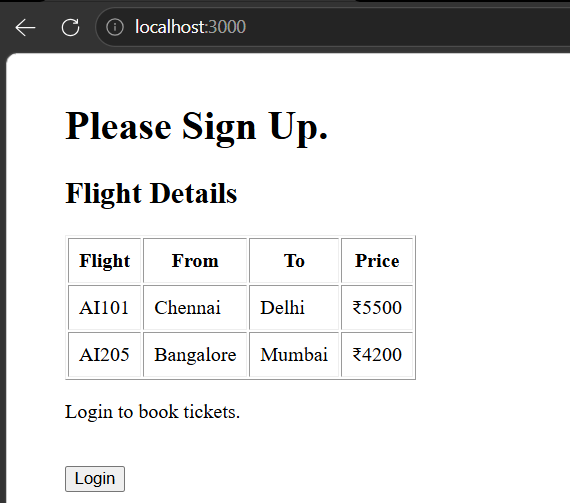 localhost:3000
Please Sign Up.
Flight Details
Flight From To Price
AI101 Chennai Delhi ₹5500
AI205 Bangalore Mumbai ₹4200
Login to book tickets.
Login